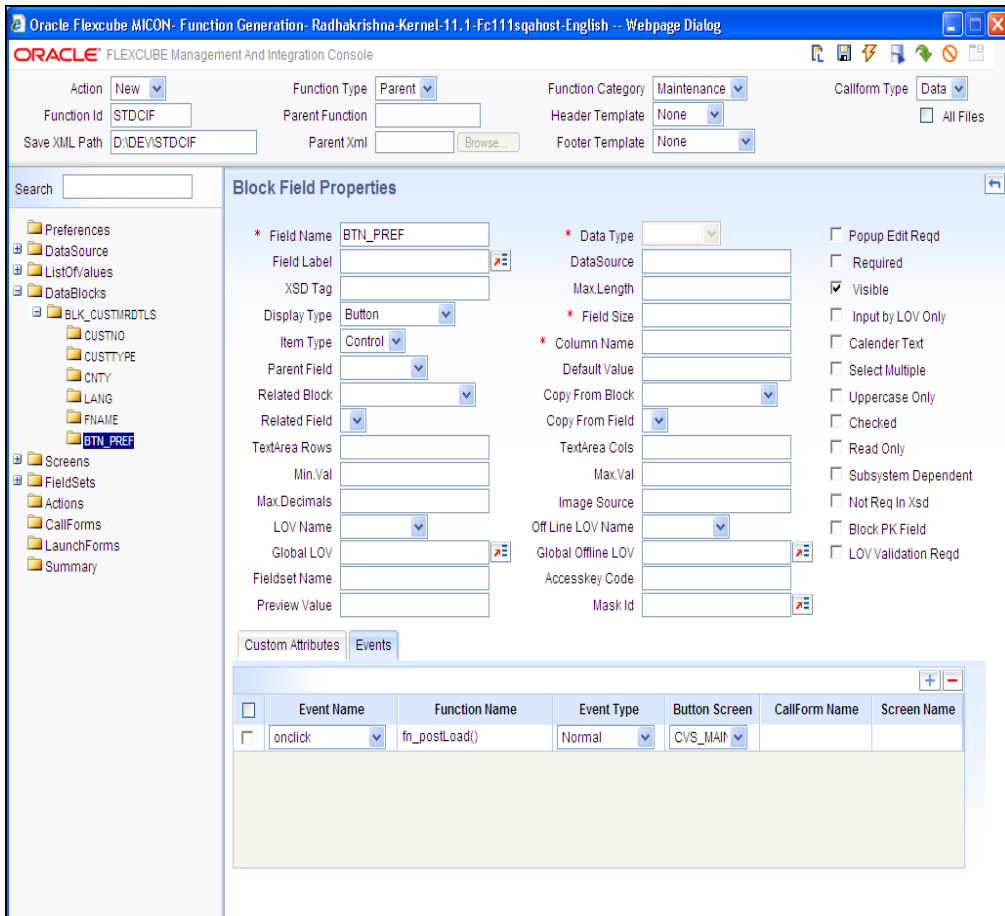 Oracle Flexcube MICON- Function Generation- Radhakrishna-Kernel-11.1-Fc111sqahost-English -- Webpage Dialog
ORACLE FLEXCUBE Management And Integration Console
Action New Function Type Parent Function Category Maintenance Callform Type Data
Function Id STDCIF Parent Function Header Template None All Files
Save XML Path D:\DEV\STDCIF Parent Xml Browse... Footer Template None
Search
Preferences
DataSource
ListOfValues
DataBlocks
BLK_CUSTMRDTLS
CUSTNO
CUSTTYPE
CNTY
LANG
FNAME
BTN_PREF
Screens
FieldSets
Actions
CallForms
LaunchForms
Summary
Block Field Properties
* Field Name BTN_PREF * Data Type Popup Edit Reqd
Field Label DataSource Required
XSD Tag Max.Length Visible
Display Type Button * Field Size Input by LOV Only
Item Type Control * Column Name Calender Text
Parent Field Default Value Select Multiple
Related Block Copy From Block Uppercase Only
Related Field Copy From Field Checked
TextArea Rows TextArea Cols Read Only
Min.Val Max.Val Subsystem Dependent
Max.Decimals Image Source Not Req In Xsd
LOV Name Off Line LOV Name Block PK Field
Global LOV Global Offline LOV LOV Validation Reqd
Fieldset Name Accesskey Code
Preview Value Mask Id
Custom Attributes Events
Event Name Function Name Event Type Button Screen CallForm Name Screen Name
onclick fn_postLoad() Normal CVS_MAIN